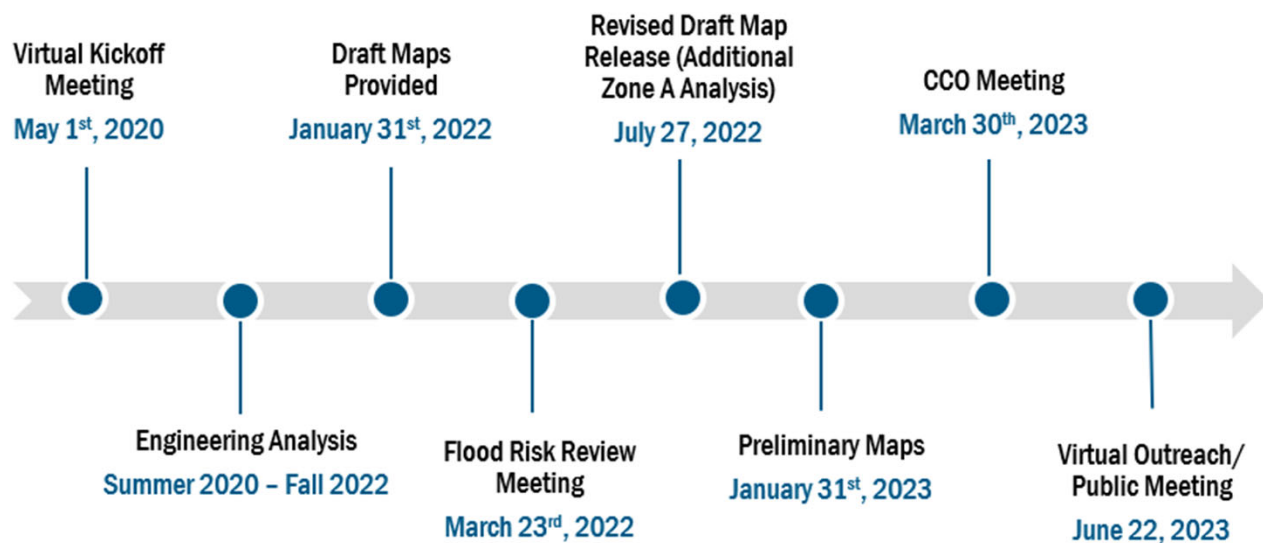 Virtual Kickoff
Meeting
May 1st, 2020
Draft Maps
Provided
January 31st, 2022
Revised Draft Map
Release (Additional
Zone A Analysis)
July 27, 2022
CCO Meeting
March 30th, 2023
Engineering Analysis
Summer 2020 – Fall 2022
Flood Risk Review
Meeting
March 23rd, 2022
Preliminary Maps
January 31st, 2023
Virtual Outreach/
Public Meeting
June 22, 2023